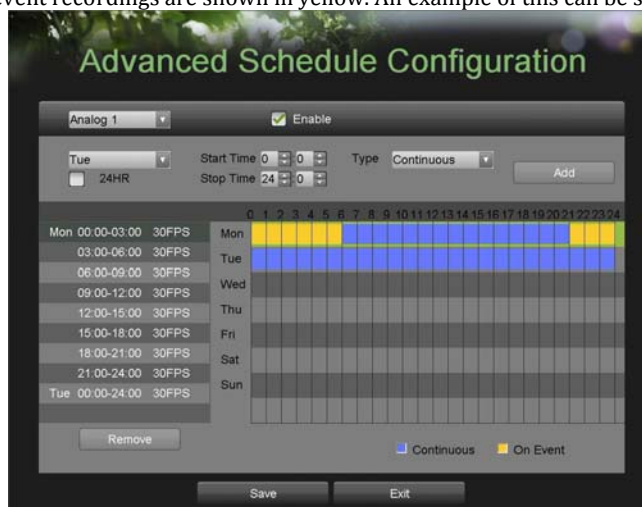 vent recordings are shown in yellow. An example of this can be s
Advanced Schedule Configuration
Analog 1
Enable
Tue
Start Time 0 0
Type Continuous
24HR
Stop Time 24 0
Add
0 1 2 3 4 5 6 7 8 9 10 11 12 13 14 15 16 17 18 19 20 21 22 23 24
Mon 00:00-03:00 30FPS
03:00-06:00 30FPS
06:00-09:00 30FPS
09:00-12:00 30FPS
12:00-15:00 30FPS
15:00-18:00 30FPS
18:00-21:00 30FPS
21:00-24:00 30FPS
Tue 00:00-24:00 30FPS
Mon
Tue
Wed
Thu
Fri
Sat
Sun
Remove
Continuous
On Event
Save
Exit